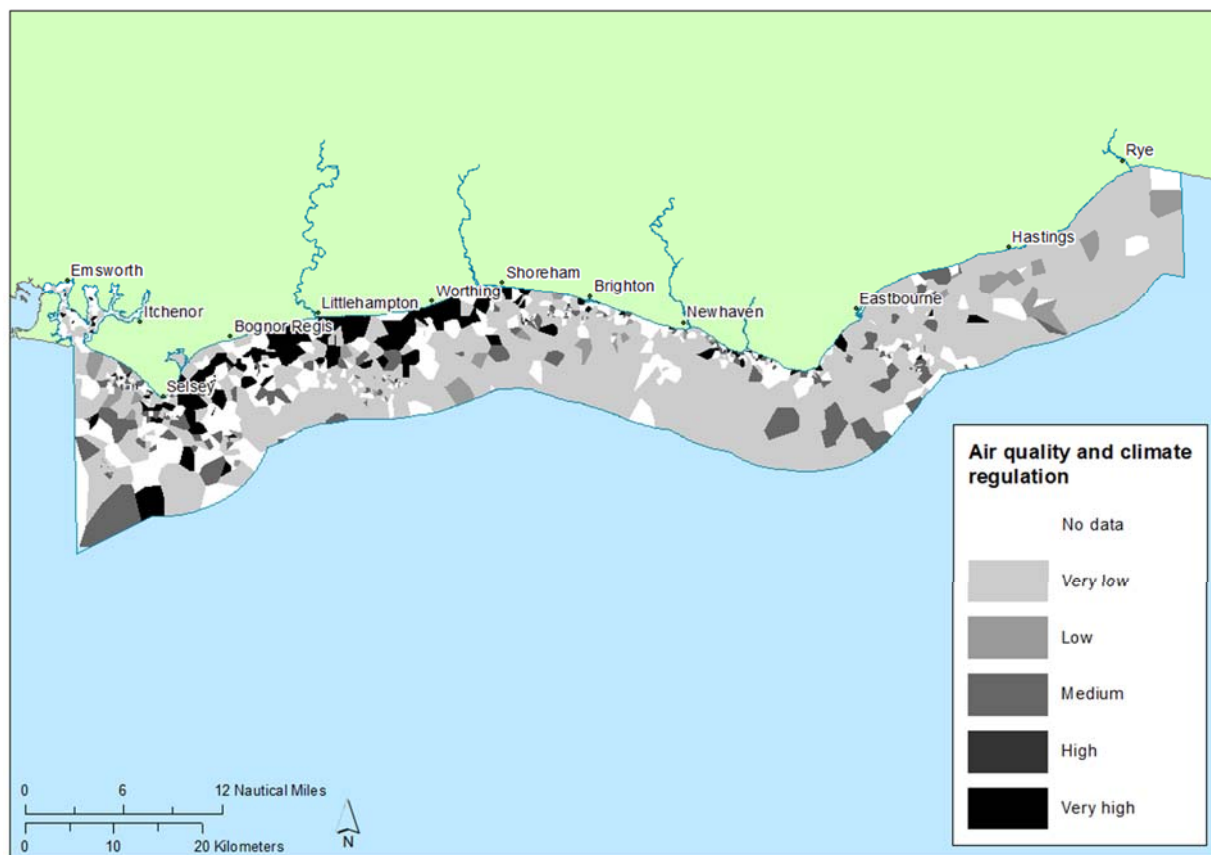 Rye
Hastings
Emsworth
Shoreham
Itchenor
Worthing
Brighton
Littlehampton
Eastbourne
Newhaven
Bognor Regis
Selsey
Air quality and climate
regulation
No data
Very low
Low
Medium
High
Very high
0 6 12 Nautical Miles
0 10 20 Kilometers
N